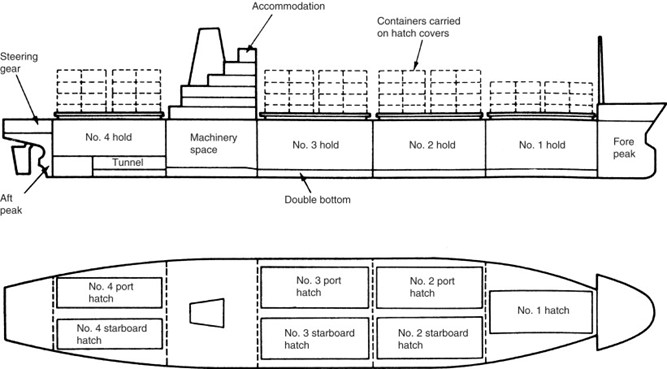 Accommodation
Containers carried
on hatch covers
Steering
gear
No. 4 hold
Machinery
space
No. 3 hold
No. 2 hold
No. 1 hold
Fore
peak
Tunnel
Aft
peak
Double bottom
No. 4 port
hatch
No. 3 port
hatch
No. 2 port
hatch
No. 1 hatch
No. 4 starboard
hatch
No. 3 starboard
hatch
No. 2 starboard
hatch